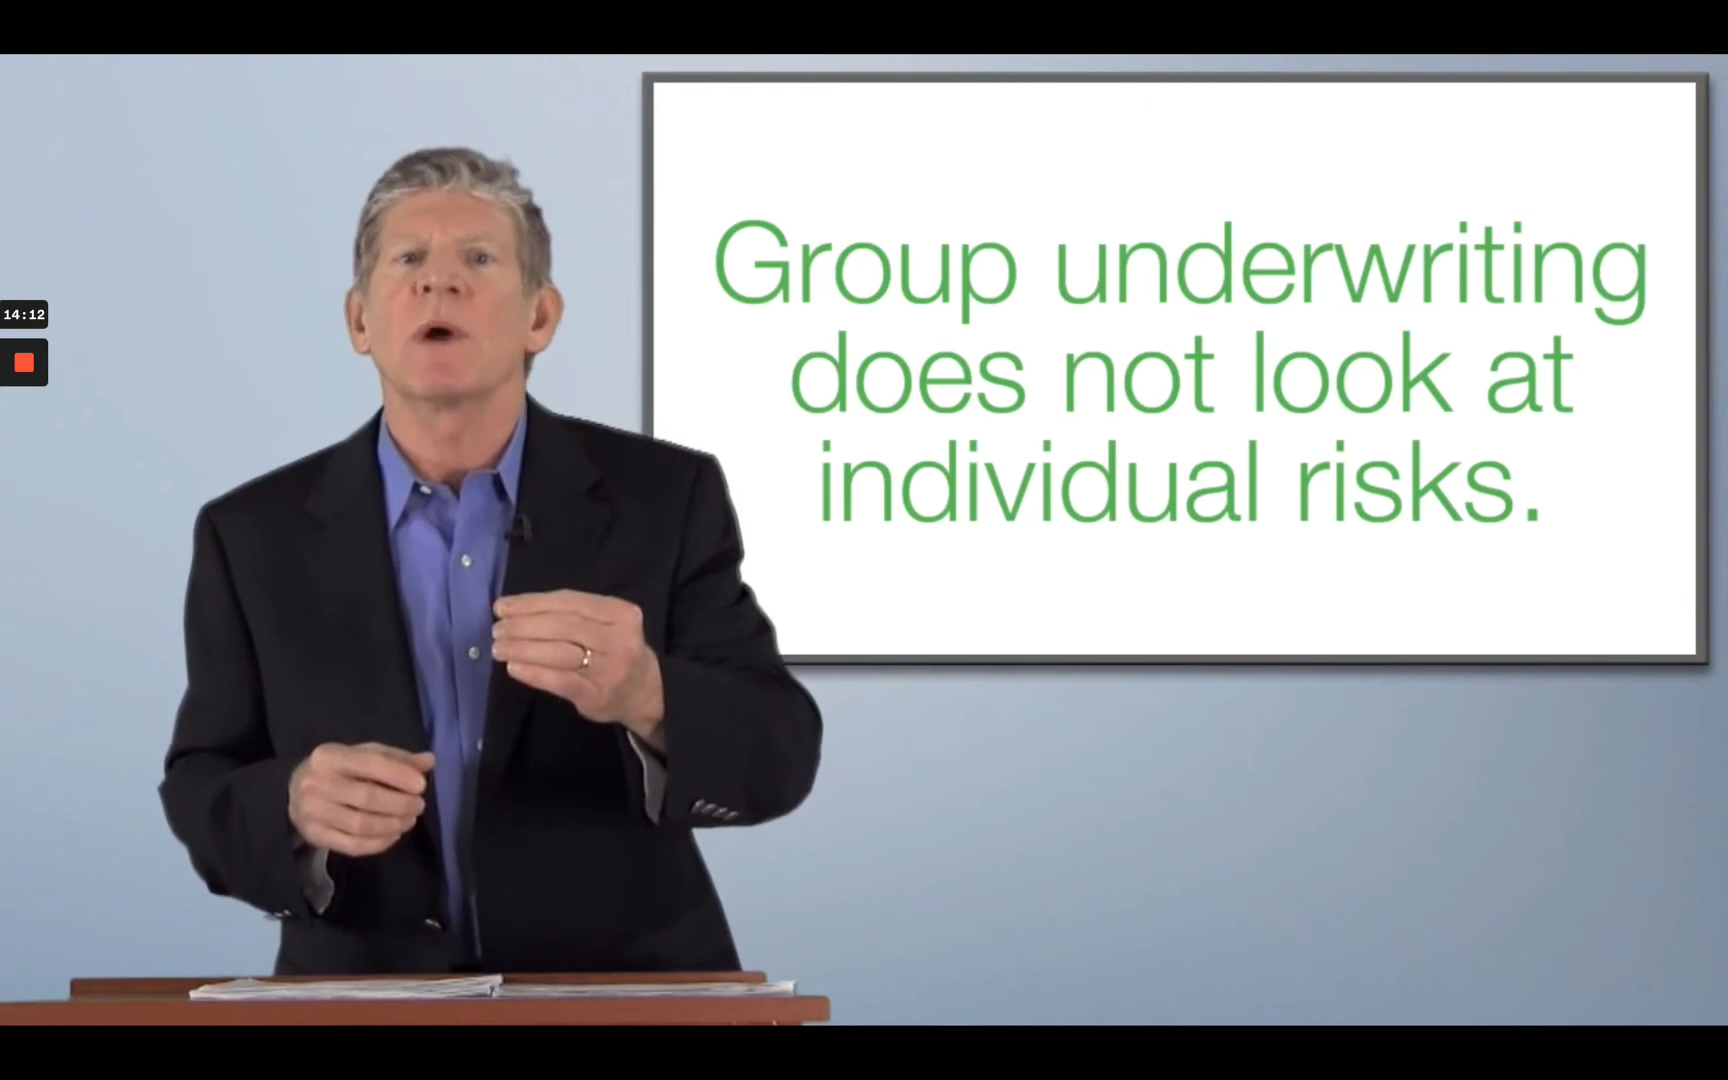 14:12
Group underwriting
does not look at
individual risks.